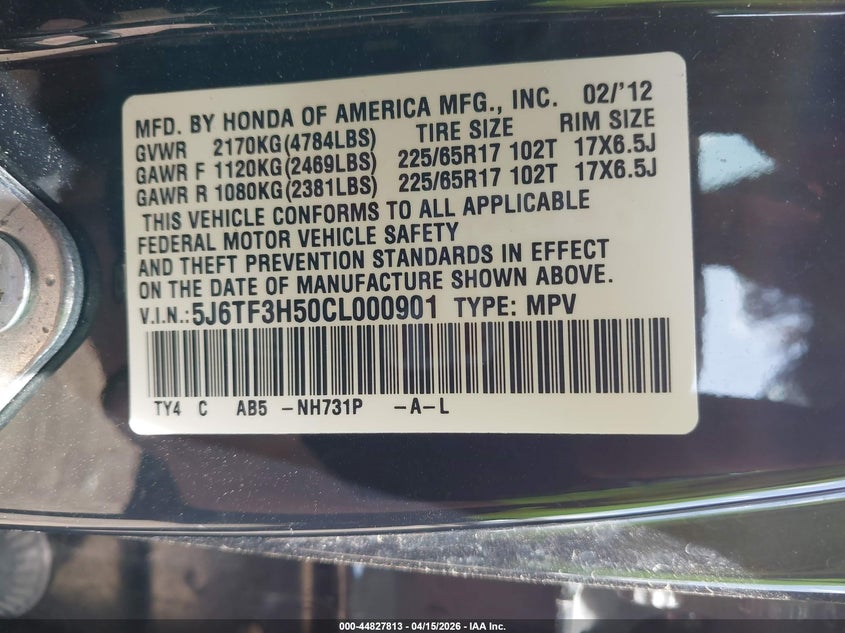 MFD. BY HONDA OF AMERICA MFG., INC. 02/'12
GVWR 2170KG(4784LBS) TIRE SIZE RIM SIZE
GAWR F 1120KG(2469LBS) 225/65R17 102T 17X6.5J
GAWR R 1080KG(2381LBS) 225/65R17 102T 17X6.5J
THIS VEHICLE CONFORMS TO ALL APPLICABLE
FEDERAL MOTOR VEHICLE SAFETY
AND THEFT PREVENTION STANDARDS IN EFFECT
ON THE DATE OF MANUFACTURE SHOWN ABOVE.
V.I.N.:5J6TF3H50CL000901 TYPE: MPV
TY4 C AB5 -NH731P -A-L
000-44827813 - 04/15/2026 - IAA Inc.